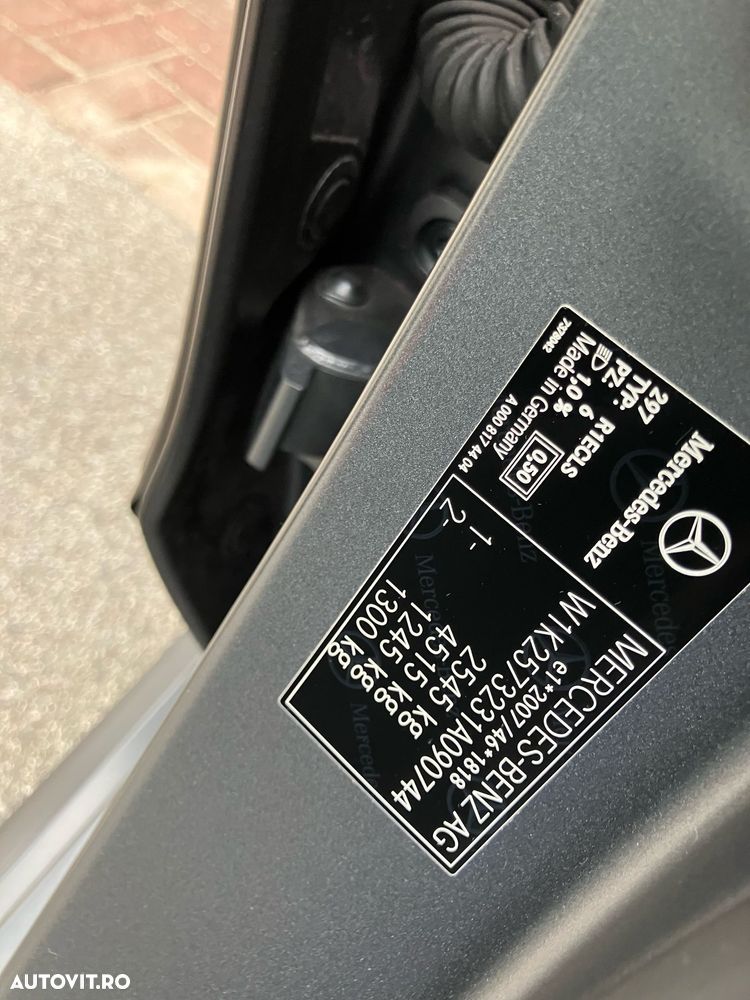 MERCEDES-BENZ AG
e1*2007/46*1818
W1K2573231A090744
2545 kg
4515 kg
1- 1245 kg
2- 1300 kg
Mercedes-Benz
297
TYP: R1ECLS
PZ: 6
1.0 %
0,50
Made in Germany
A 000 817 44 04
AUTOVIT.RO